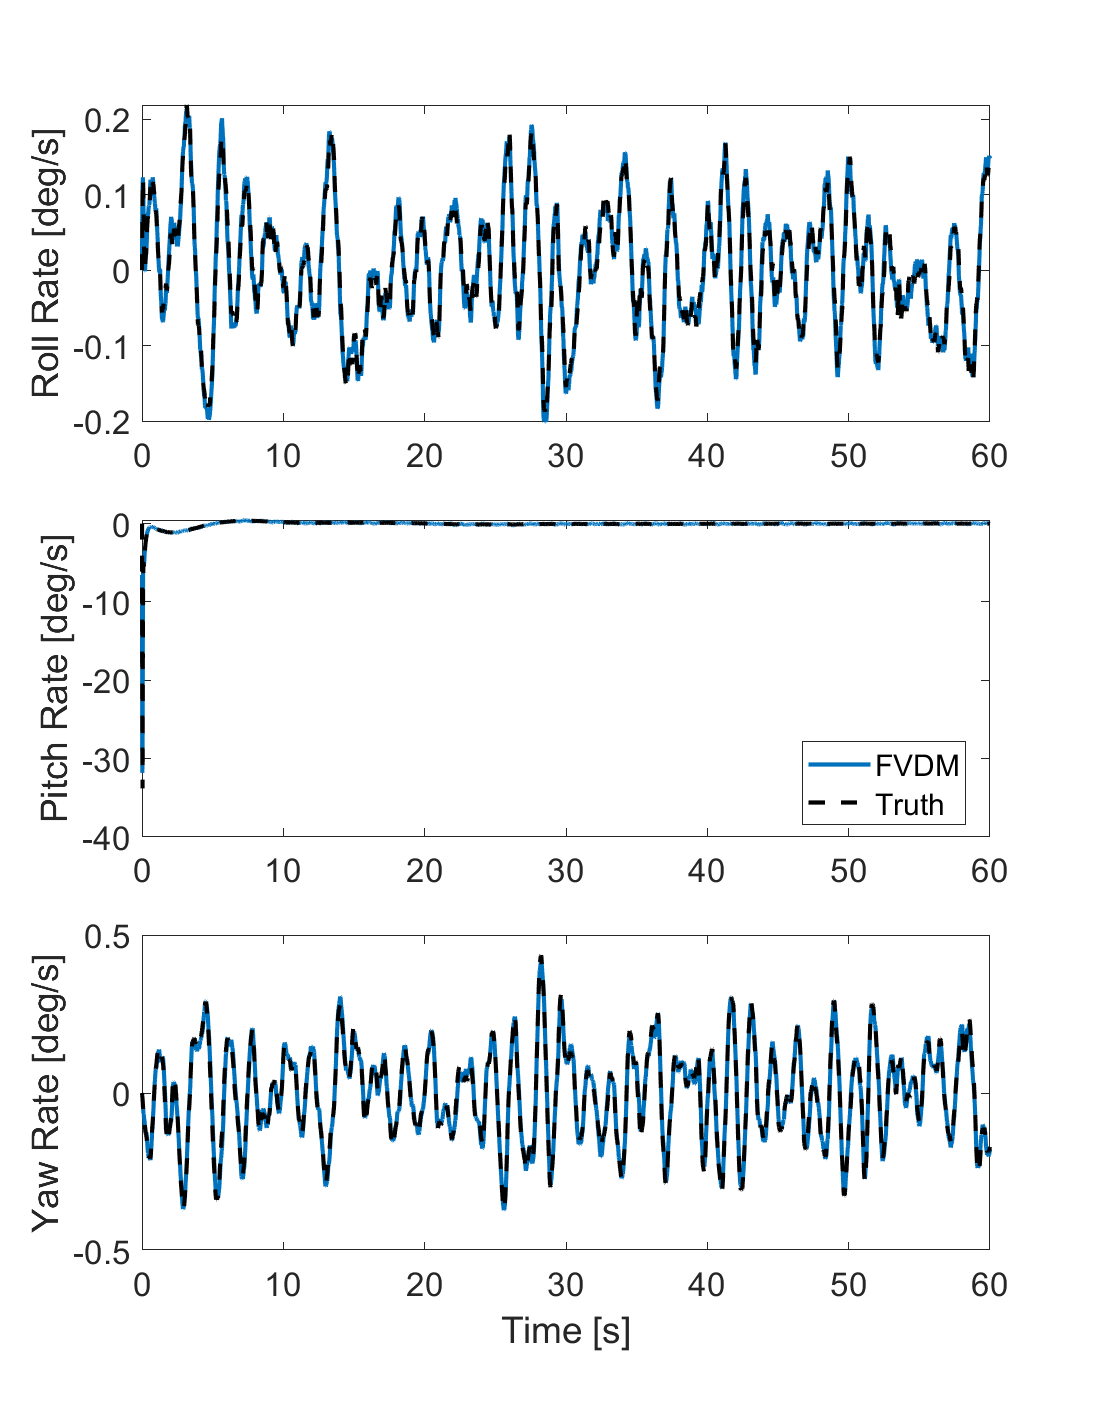 Roll Rate [deg/s]
0.2
0.1
0
-0.1
-0.2
0 10 20 30 40 50 60
Pitch Rate [deg/s]
0
-10
-20
-30
-40
FVDM
Truth
0 10 20 30 40 50 60
Yaw Rate [deg/s]
0.5
0
-0.5
0 10 20 30 40 50 60
Time [s]